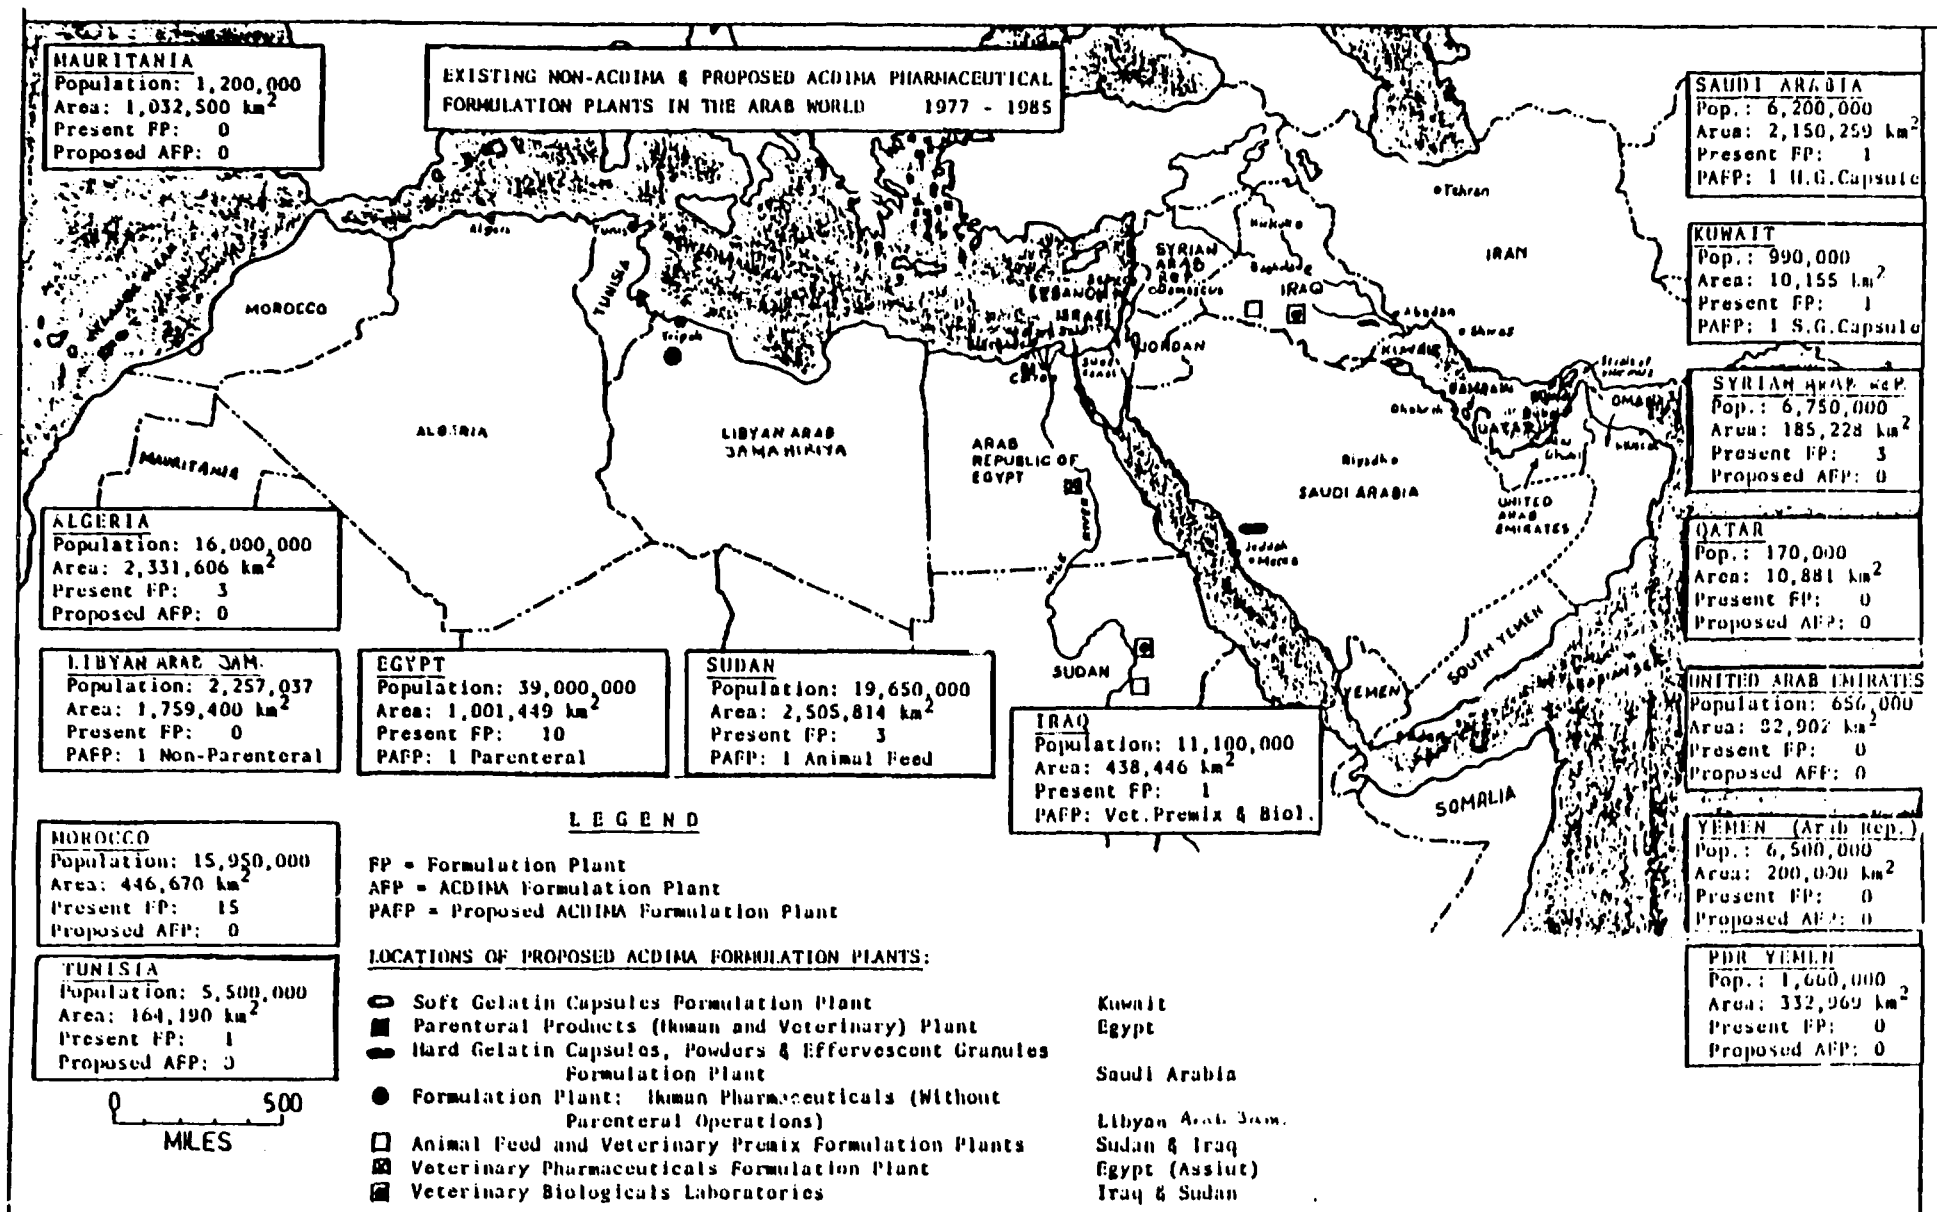 MAURITANIA
Population: 1,200,000
Area: 1,032,500 km²
Present FP: 0
Proposed AFP: 0
EXISTING NON-ACDIMA & PROPOSED ACDIMA PHARMACEUTICAL
FORMULATION PLANTS IN THE ARAB WORLD 1977 - 1985
SAUDI ARABIA
Pop.: 6,200,000
Area: 2,150,259 km²
Present FP: 1
PAFP: 1 H.G.Capsule
KUWAIT
Pop.: 990,000
Area: 10,155 km²
Present FP: 1
PAFP: 1 S.G.Capsule
SYRIAN ARAB REP.
Pop.: 6,750,000
Area: 185,228 km²
Present FP: 3
Proposed AFP: 0
QATAR
Pop.: 170,000
Area: 10,881 km²
Present FP: 0
Proposed AFP: 0
UNITED ARAB EMIRATES
Population: 656,000
Area: 82,902 km²
Present FP: 0
Proposed AFP: 0
YEMEN (Arab Rep.)
Pop.: 6,500,000
Area: 200,000 km²
Present FP: 0
Proposed AFP: 0
PDR YEMEN
Pop.: 1,660,000
Area: 332,969 km²
Present FP: 0
Proposed AFP: 0
ATLANTIC OCEAN
MOROCCO
Algers
Tunis
TUNISIA
Tripoli
ALGERIA
MAURITANIA
LIBYAN ARAB
JAMAHIRIYA
ARAB
REPUBLIC OF
EGYPT
Cairo
NILE RIVER
SUDAN
LEBANON
ISRAEL
JORDAN
SYRIAN
ARAB
REP.
Damascus
Baghdad
IRAQ
Tehran
IRAN
Abadan
Shiraz
KUWAIT
BAHRAIN
Dhahran
QATAR
OMAN
Riyadh
SAUDI ARABIA
UNITED
ARAB
EMIRATES
Jeddah
Mecca
YEMEN
SOUTH YEMEN
SOMALIA
ALGERIA
Population: 16,000,000
Area: 2,331,606 km²
Present FP: 3
Proposed AFP: 0
LIBYAN ARAB JAM.
Population: 2,257,037
Area: 1,759,400 km²
Present FP: 0
PAFP: 1 Non-Parenteral
EGYPT
Population: 39,000,000
Area: 1,001,449 km²
Present FP: 10
PAFP: 1 Parenteral
SUDAN
Population: 19,650,000
Area: 2,505,814 km²
Present FP: 3
PAFP: 1 Animal Feed
IRAQ
Population: 11,100,000
Area: 438,446 km²
Present FP: 1
PAFP: Vet.Premix & Biol.
MOROCCO
Population: 15,950,000
Area: 446,670 km²
Present FP: 15
Proposed AFP: 0
TUNISIA
Population: 5,500,000
Area: 164,190 km²
Present FP: 1
Proposed AFP: 0
0 500
MILES
LEGEND
FP = Formulation Plant
AFP = ACDIMA Formulation Plant
PAFP = Proposed ACDIMA Formulation Plant
LOCATIONS OF PROPOSED ACDIMA FORMULATION PLANTS:
Soft Gelatin Capsules Formulation Plant Kuwait
Parenteral Products (Human and Veterinary) Plant Egypt
Hard Gelatin Capsules, Powders & Effervescent Granules
Formulation Plant Saudi Arabia
Formulation Plant: Human Pharmaceuticals (Without
Parenteral Operations) Libyan Arab Jam.
Animal Feed and Veterinary Premix Formulation Plants Sudan & Iraq
Veterinary Pharmaceuticals Formulation Plant Egypt (Assiut)
Veterinary Biologicals Laboratories Iraq & Sudan